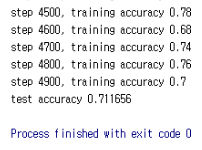 step 4500, training accuracy 0.78
step 4600, training accuracy 0.68
step 4700, training accuracy 0.74
step 4800, training accuracy 0.76
step 4900, training accuracy 0.7
test accuracy 0.711656
Process finished with exit code 0